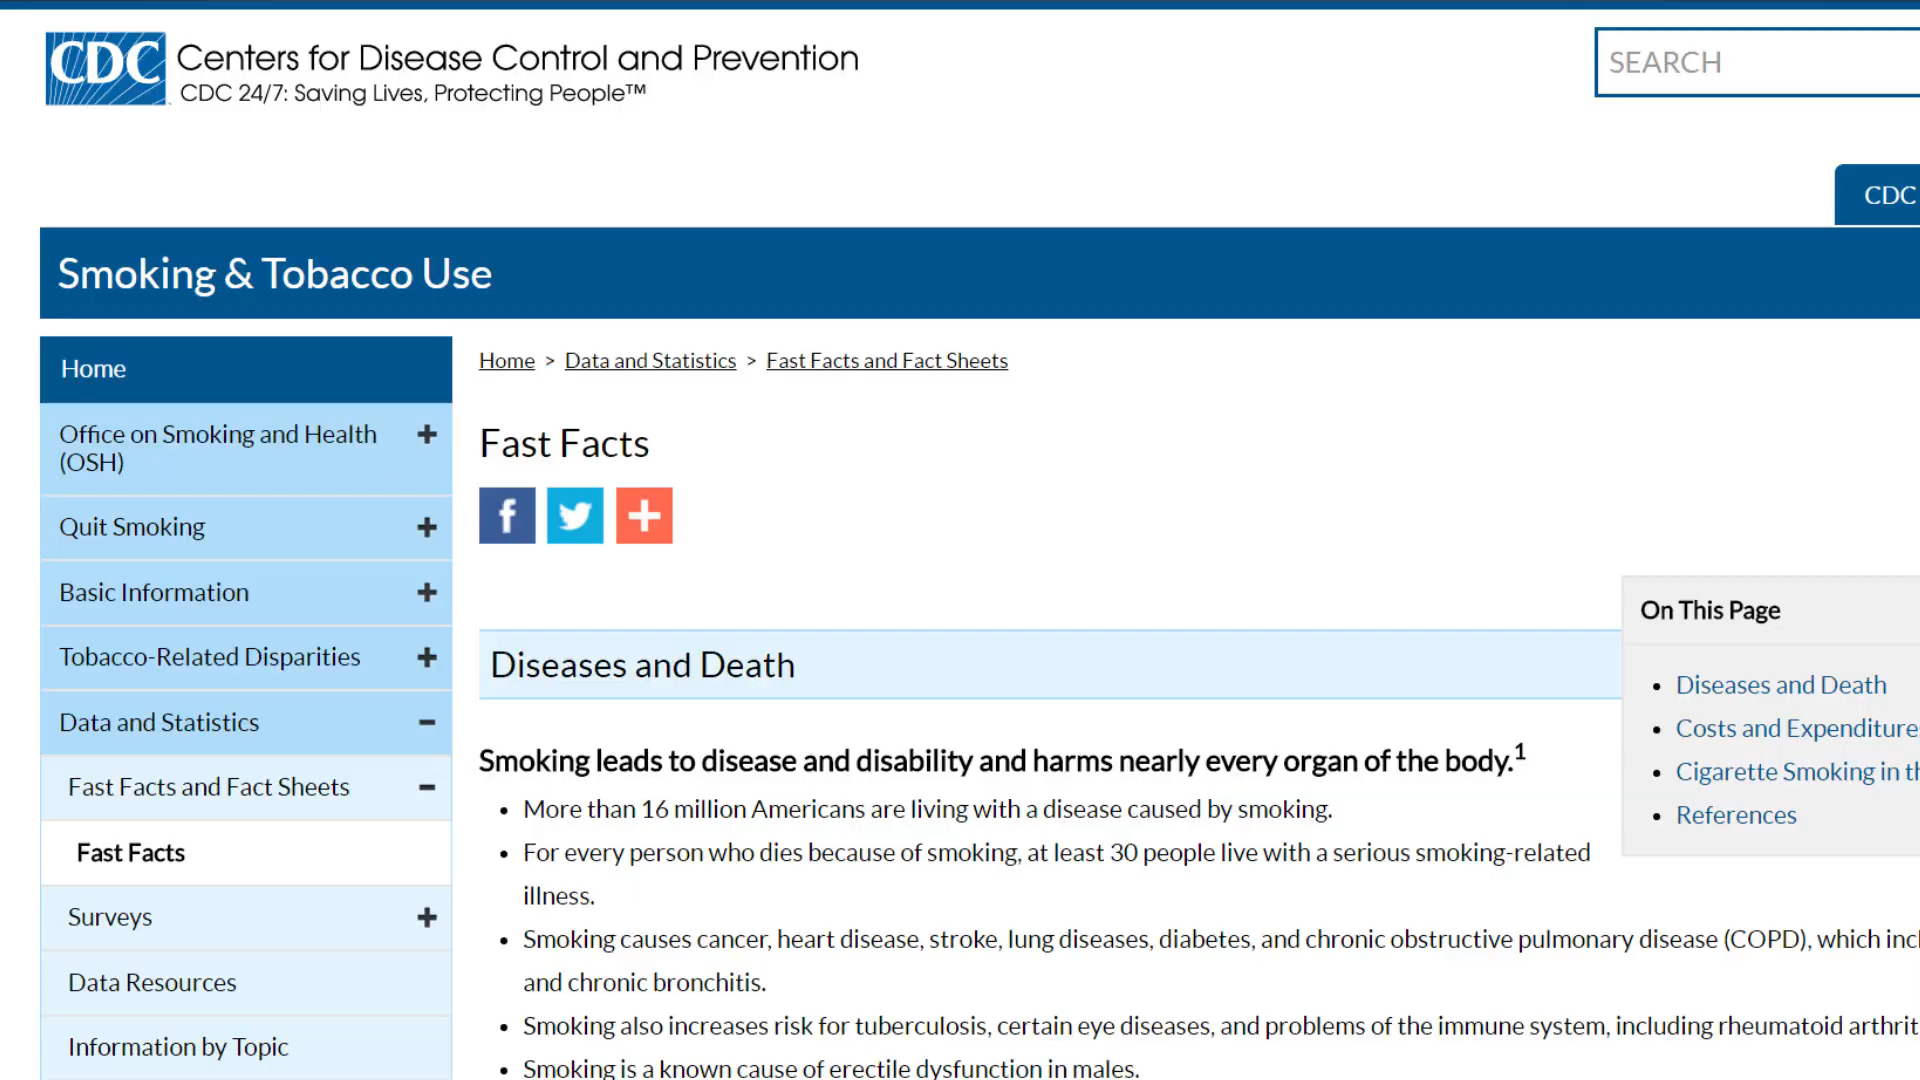 CDC
Centers for Disease Control and Prevention
CDC 24/7: Saving Lives, Protecting People™
SEARCH
CDC
Smoking & Tobacco Use
Home
Office on Smoking and Health
(OSH)
Quit Smoking
Basic Information
Tobacco-Related Disparities
Data and Statistics
Fast Facts and Fact Sheets
Fast Facts
Surveys
Data Resources
Information by Topic
Home > Data and Statistics > Fast Facts and Fact Sheets
Fast Facts
Diseases and Death
Smoking leads to disease and disability and harms nearly every organ of the body.1
• More than 16 million Americans are living with a disease caused by smoking.
• For every person who dies because of smoking, at least 30 people live with a serious smoking-related
illness.
• Smoking causes cancer, heart disease, stroke, lung diseases, diabetes, and chronic obstructive pulmonary disease (COPD), which
and chronic bronchitis.
• Smoking also increases risk for tuberculosis, certain eye diseases, and problems of the immune system, including rheumatoid
• Smoking is a known cause of erectile dysfunction in males.
On This Page
• Diseases and Death
• Costs and Expenditures
• Cigarette Smoking in
• References